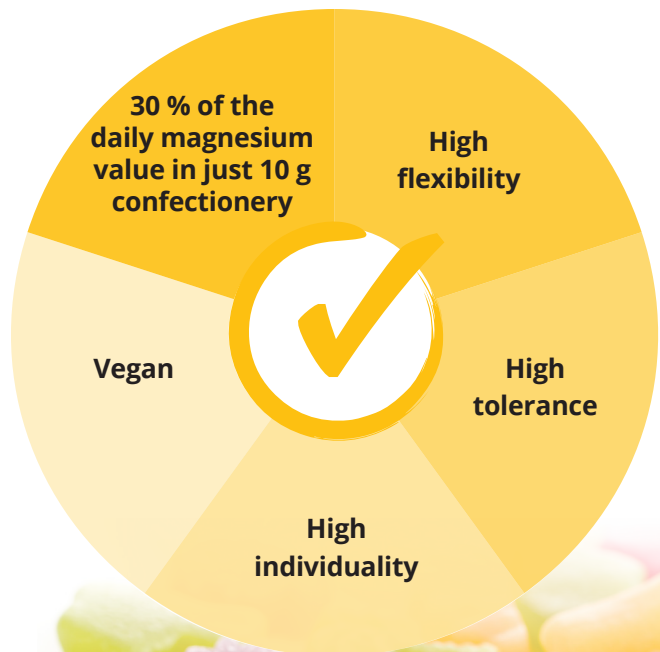 30 % of the
daily magnesium
value in just 10 g
confectionery
High
flexibility
High
tolerance
High
individuality
Vegan